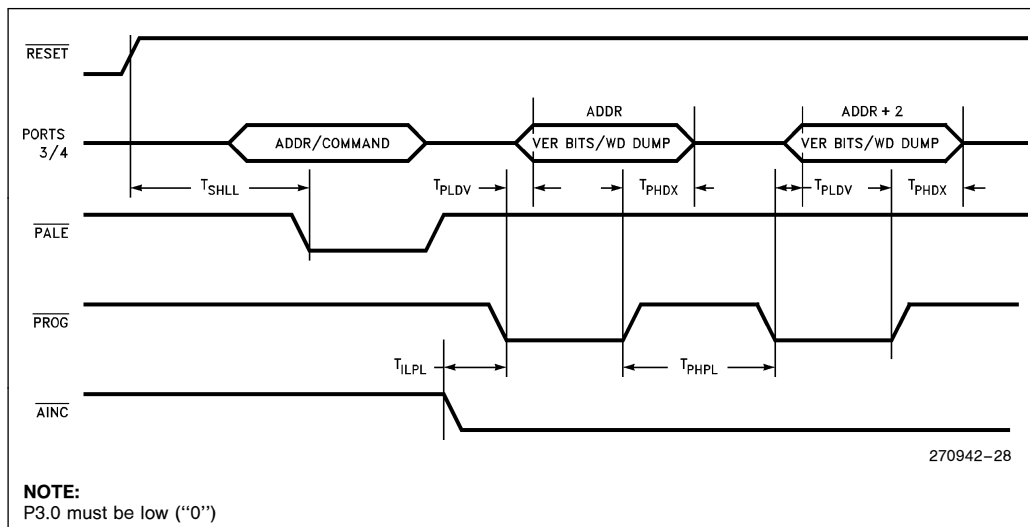 RESET
ADDR ADDR + 2
PORTS
3/4
ADDR/COMMAND VER BITS/WD DUMP VER BITS/WD DUMP
TSHLL TPLDV TPHDX TPLDV TPHDX
PALE
PROG
TILPL TPHPL
AINC
270942–28
NOTE:
P3.0 must be low (“0”)